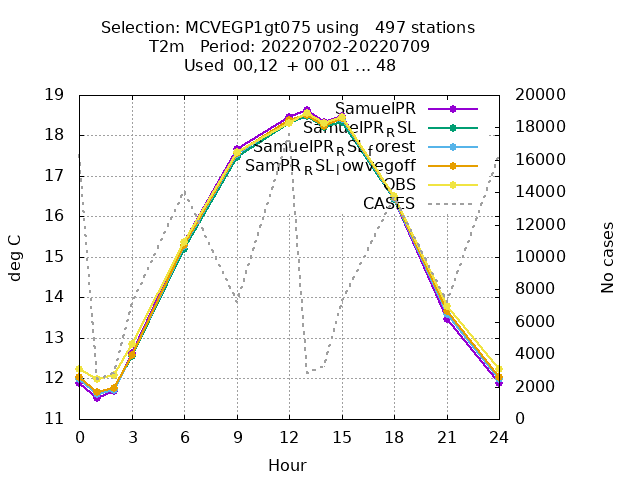 Selection: MCVEGP1gt075 using   497 stations
T2m   Period: 20220702-20220709
Used  00,12  + 00 01 ... 48
deg C
19
18
17
16
15
14
13
12
11
SamuelPR
SamuelPR_RSL
SamuelPR_RSL_forest
SamPR_RSL_lowvegoff
OBS
CASES
20000
18000
16000
14000
12000
10000
8000
6000
4000
2000
0
No cases
0 3 6 9 12 15 18 21 24
Hour